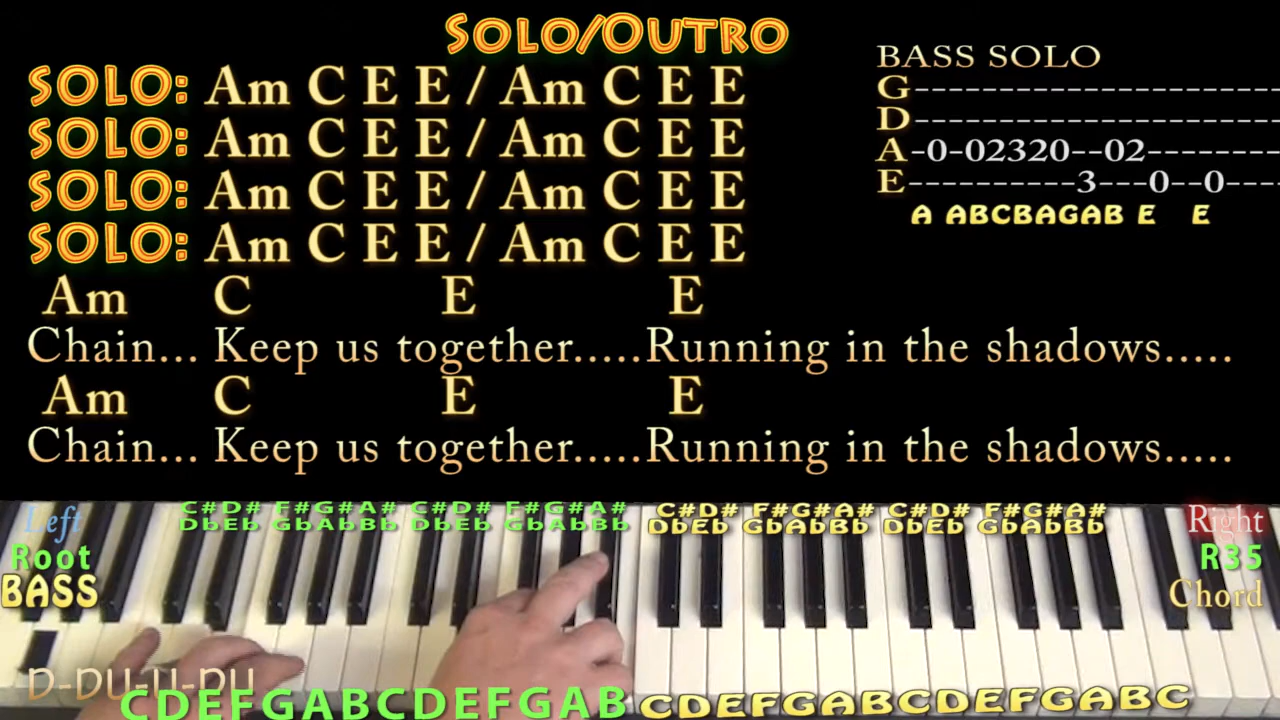 SOLO/OUTRO
SOLO: Am C E E / Am C E E
SOLO: Am C E E / Am C E E
SOLO: Am C E E / Am C E E
SOLO: Am C E E / Am C E E
Am C E E
Chain... Keep us together.....Running in the shadows.....
Am C E E
Chain... Keep us together.....Running in the shadows.....
BASS SOLO
G-----------------------
D-----------------------
A-0-02320--02--------
E----------3---0--0----
A ABCBAGAB E E
Left
Root
BASS
D-DU-U-DU
C#D# F#G#A# C#D# F#G#A#
DbEb GbAbBb DbEb GbAbBb
C#D# F#G#A# C#D# F#G#A#
DbEb GbAbBb DbEb GbAbBb
Right
R35
Chord
CDEFGABCDEFGAB
CDEFGABCDEFGABC